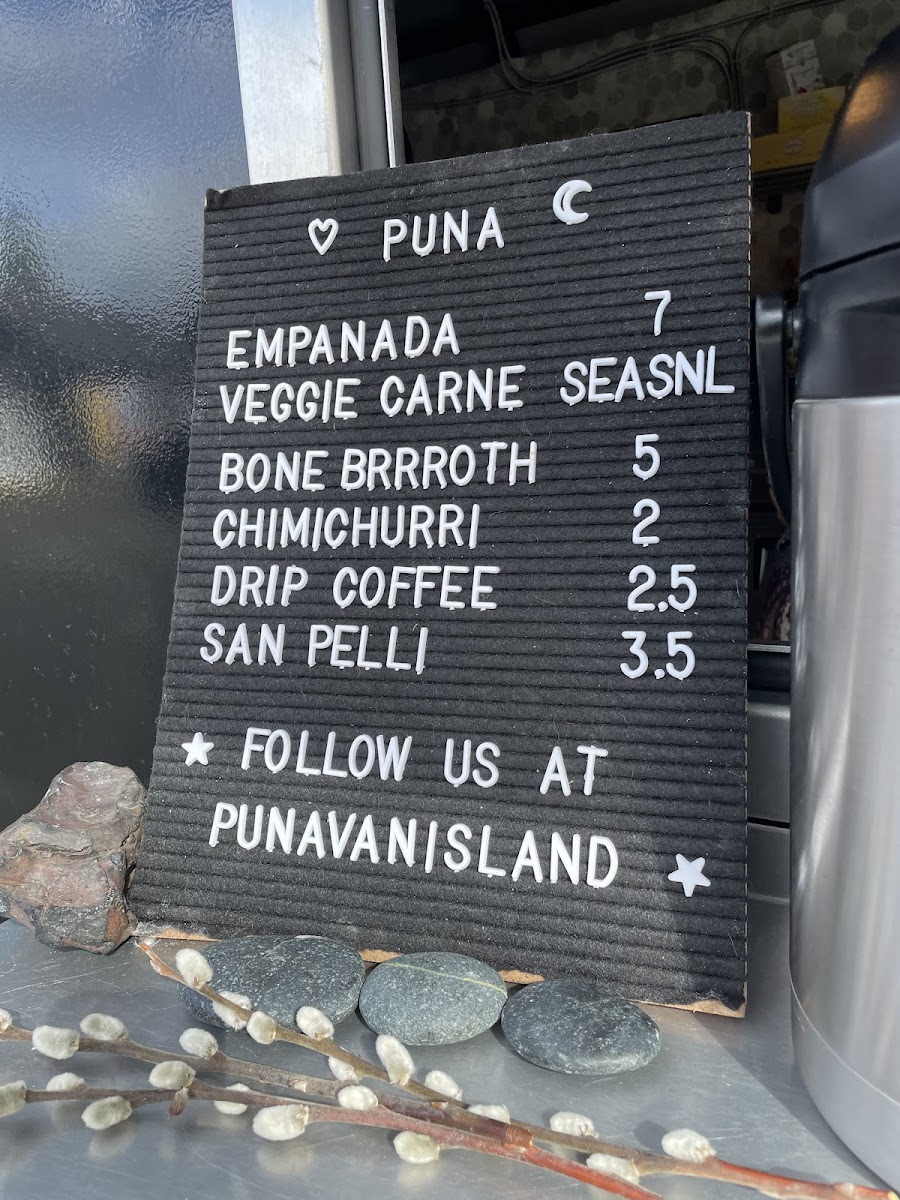 PUNA
EMPANADA 7
VEGGIE CARNE SEASNL
BONE BRRROTH 5
CHIMICHURRI 2
DRIP COFFEE 2.5
SAN PELLI 3.5
FOLLOW US AT
PUNAVANISLAND